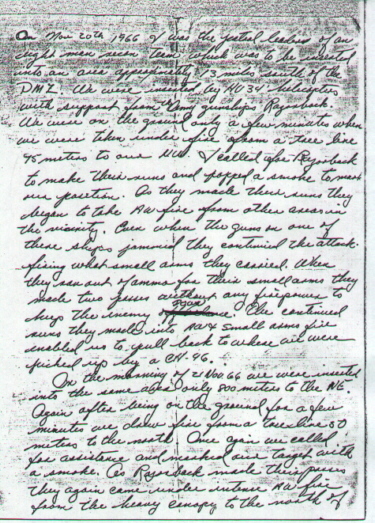 On Nov 20th 1966 I was the patrol leader of an
eight man recon team which was to be inserted
into an area approximately 13 miles south of the
DMZ. We were inserted by HU34 helicopters
with support from Army gunships Razorback.
We were on the ground only a few minutes when
we were taken under fire from a tree line
75 meters to our NW. I called for Razorback
to make their runs and popped a smoke to mark
our position. As they made there runs they
began to take AW fire from other areas in
the vicinity. Even when the guns on one of
these ships jammed they continued the attack
firing what small arms they carried. When
they ran out of ammo for their small arms they
made two passes without any firepower to
keep the enemy down. The continued
runs they made into AW & small arms fire
enabled us to pull back to where we were
picked up by a CH-46.
On the morning of 21 Nov 66 we were inserted
into the same area only 800 meters to the NE.
Again after being on the ground for a few
minutes we drew fire from a treeline 50
meters to the north. Once again we called
for assistance and marked our target with
a smoke. As Razorback made their passes
they again came under intense AW fire
from the heavy canopy to the north of